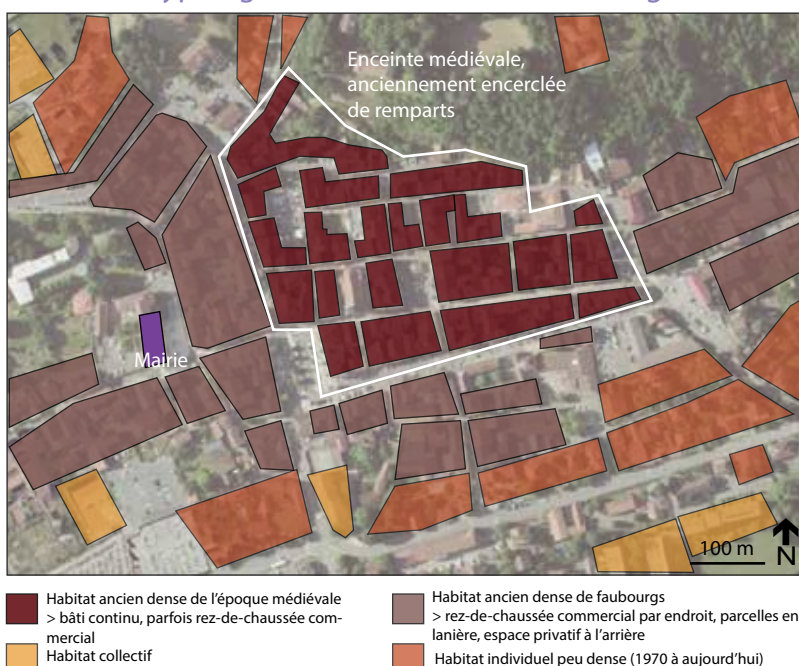 Enceinte médiévale,
anciennement encerclée
de remparts
Mairie
100 m
N
Habitat ancien dense de l'époque médiévale
> bâti continu, parfois rez-de-chaussée com-
mercial
Habitat collectif
Habitat ancien dense de faubourgs
> rez-de-chaussée commercial par endroit, parcelles en
lanière, espace privatif à l'arrière
Habitat individuel peu dense (1970 à aujourd'hui)